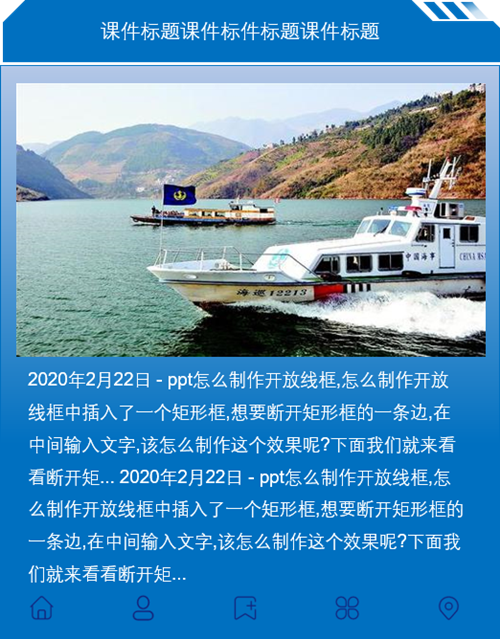 课件标题课件标件标题课件标题
中国海事
CHINA MSA
海巡12213
2020年2月22日 - ppt怎么制作开放线框,怎么制作开放
线框中插入了一个矩形框,想要断开矩形框的一条边,在
中间输入文字,该怎么制作这个效果呢?下面我们就来看
看断开矩... 2020年2月22日 - ppt怎么制作开放线框,怎
么制作开放线框中插入了一个矩形框,想要断开矩形框的
一条边,在中间输入文字,该怎么制作这个效果呢?下面我
们就来看看断开矩...